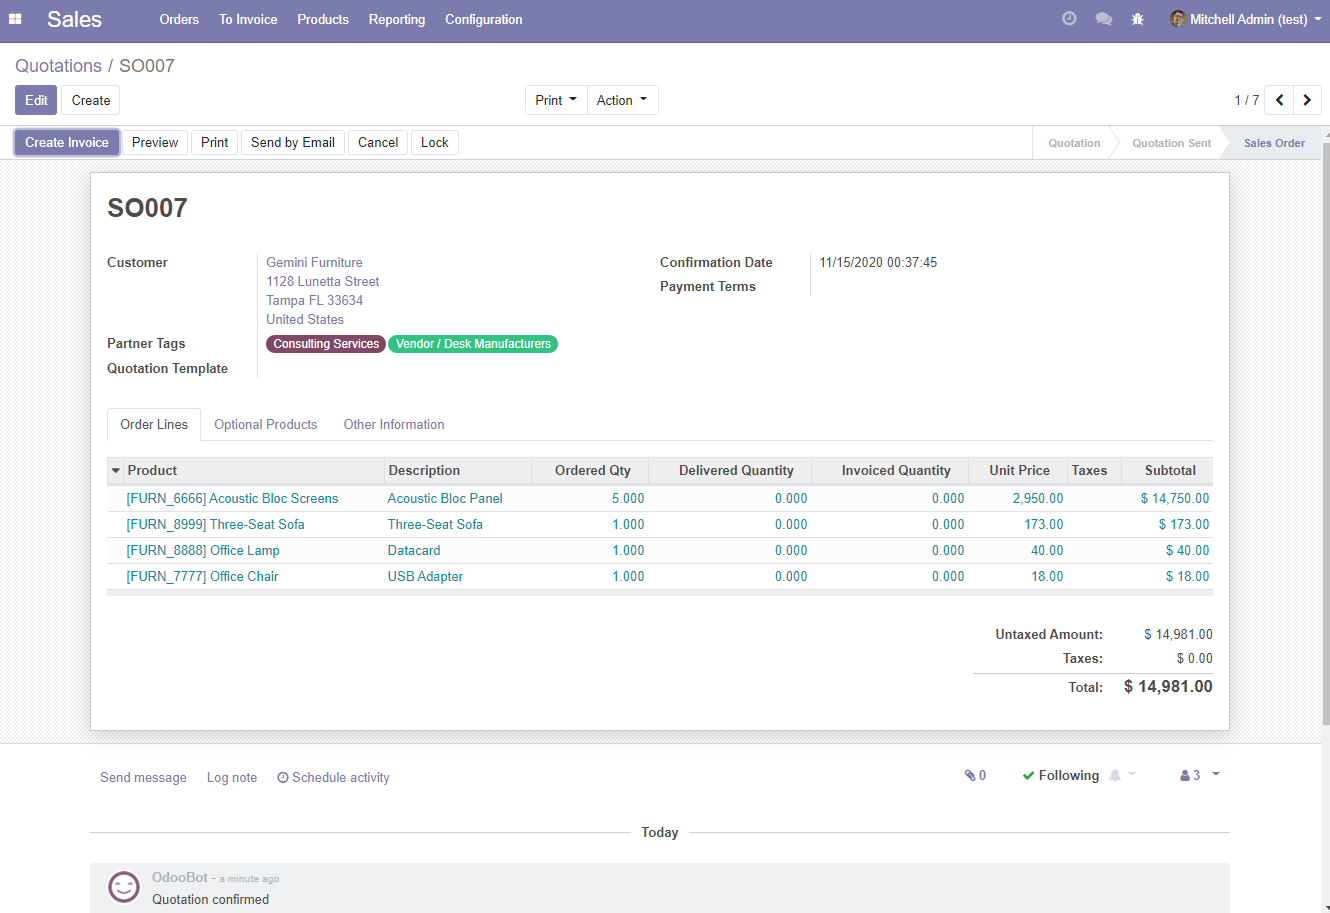 Sales Orders To Invoice Products Reporting Configuration Mitchell Admin (test)
Quotations / SO007
Edit Create Print Action 1 / 7
Create Invoice Preview Print Send by Email Cancel Lock Quotation Quotation Sent Sales Order
SO007
Customer Gemini Furniture Confirmation Date 11/15/2020 00:37:45
1128 Lunetta Street Payment Terms
Tampa FL 33634
United States
Partner Tags Consulting Services Vendor / Desk Manufacturers
Quotation Template
Order Lines Optional Products Other Information
Product Description Ordered Qty Delivered Quantity Invoiced Quantity Unit Price Taxes Subtotal
[FURN_6666] Acoustic Bloc Screens Acoustic Bloc Panel 5.000 0.000 0.000 2,950.00 $ 14,750.00
[FURN_8999] Three-Seat Sofa Three-Seat Sofa 1.000 0.000 0.000 173.00 $ 173.00
[FURN_8888] Office Lamp Datacard 1.000 0.000 0.000 40.00 $ 40.00
[FURN_7777] Office Chair USB Adapter 1.000 0.000 0.000 18.00 $ 18.00
Untaxed Amount: $ 14,981.00
Taxes: $ 0.00
Total: $ 14,981.00
Send message Log note Schedule activity 0 Following 3
Today
OdooBot - a minute ago
Quotation confirmed